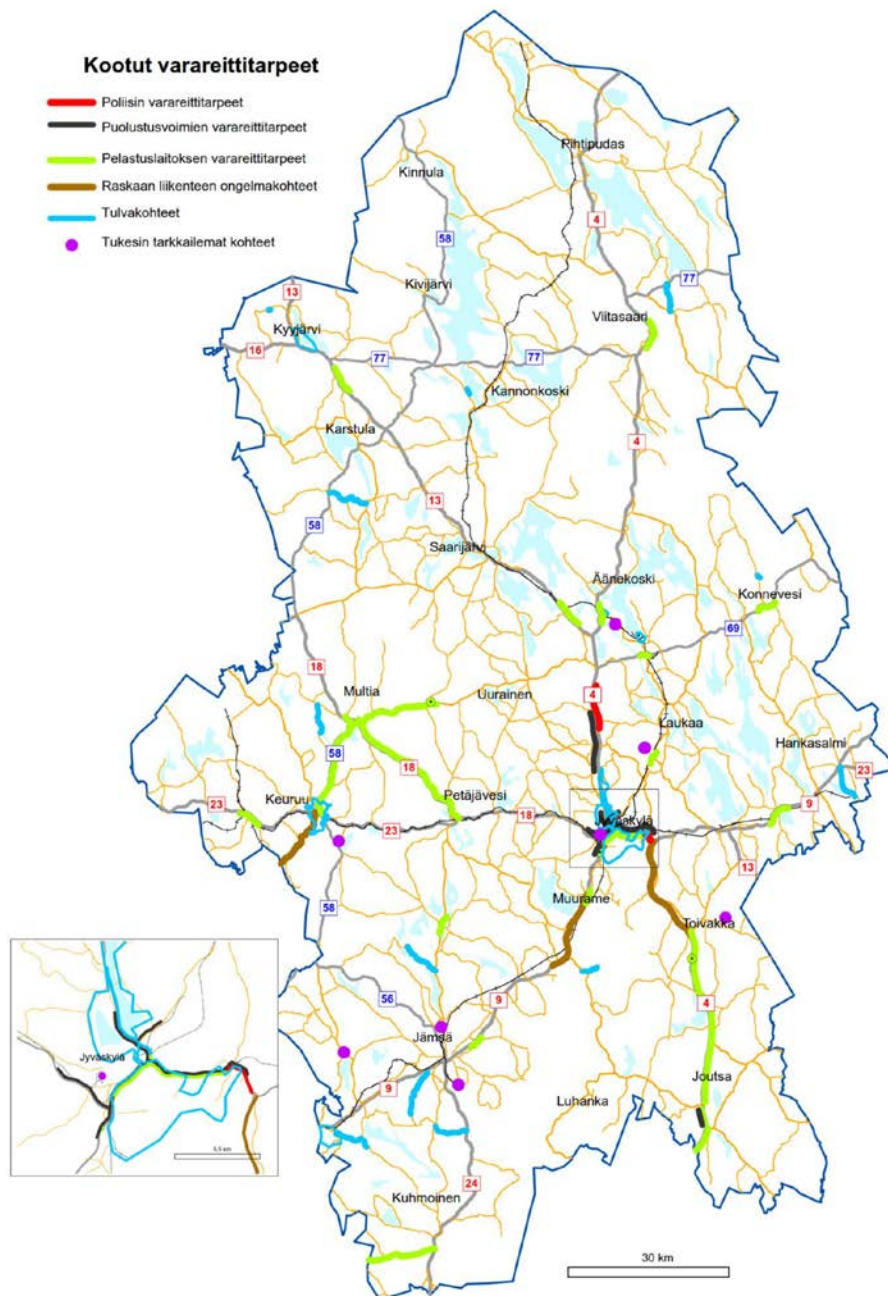 Kootut varareittitarpeet
Poliisin varareittitarpeet
Puolustusvoimien varareittitarpeet
Pelastuslaitoksen varareittitarpeet
Raskaan liikenteen ongelmakohteet
Tulvakohteet
Tukesin tarkkailemat kohteet
Pihtipudas
Kinnula
4
58
Kivijärvi
77
13
Kyyjärvi
Viitasaari
16
77
77
Kannonkoski
Karstula
4
13
58
Saarijärvi
Äänekoski
Konnevesi
69
18
Multia
Uurainen
4
Laukaa
Hankasalmi
58
18
23
Keuruu
Petäjävesi
23
18
9
23
13
58
Muurame
Toivakka
56
9
4
Jyväskylä
Jämsä
9
Joutsa
Luhanka
5,5 km
24
Kuhmoinen
30 km